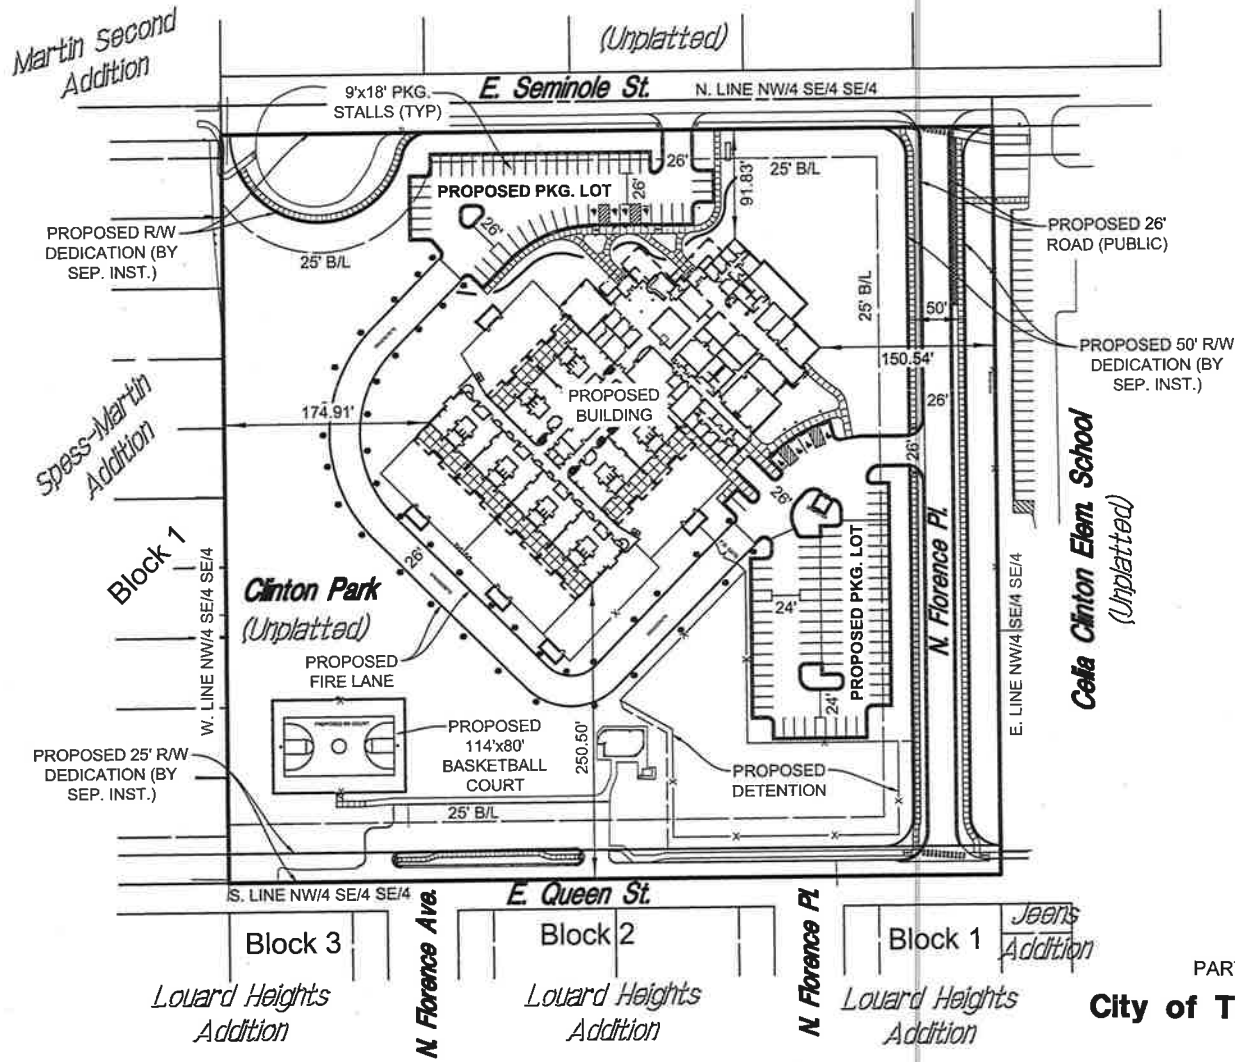 Martin Second
Addition
(Unplatted)
E. Seminole St.
N. LINE NW/4 SE/4 SE/4
9'x18' PKG.
STALLS (TYP)
26'
25' B/L
PROPOSED PKG. LOT
26'
91.83'
26'
PROPOSED R/W
DEDICATION (BY
SEP. INST.)
25' B/L
PROPOSED 26'
ROAD (PUBLIC)
25' B/L
50'
PROPOSED 50' R/W
DEDICATION (BY
SEP. INST.)
150.54'
26'
PROPOSED
BUILDING
174.91'
Spess-Martin
Addition
26'
26'
Block 1
W. LINE NW/4 SE/4 SE/4
26'
Clinton Park
(Unplatted)
24'
PROPOSED PKG. LOT
N. Florence Pl.
E. LINE NW/4 SE/4 SE/4
Celia Clinton Elem. School
(Unplatted)
PROPOSED
FIRE LANE
24'
PROPOSED
114'x80'
BASKETBALL
COURT
250.50'
PROPOSED 25' R/W
DEDICATION (BY
SEP. INST.)
PROPOSED
DETENTION
25' B/L
S. LINE NW/4 SE/4 SE/4
E. Queen St.
N. Florence Ave.
N. Florence Pl.
Block 3
Block 2
Block 1
Jeens
Addition
Louard Heights
Addition
Louard Heights
Addition
Louard Heights
Addition
PART
City of T